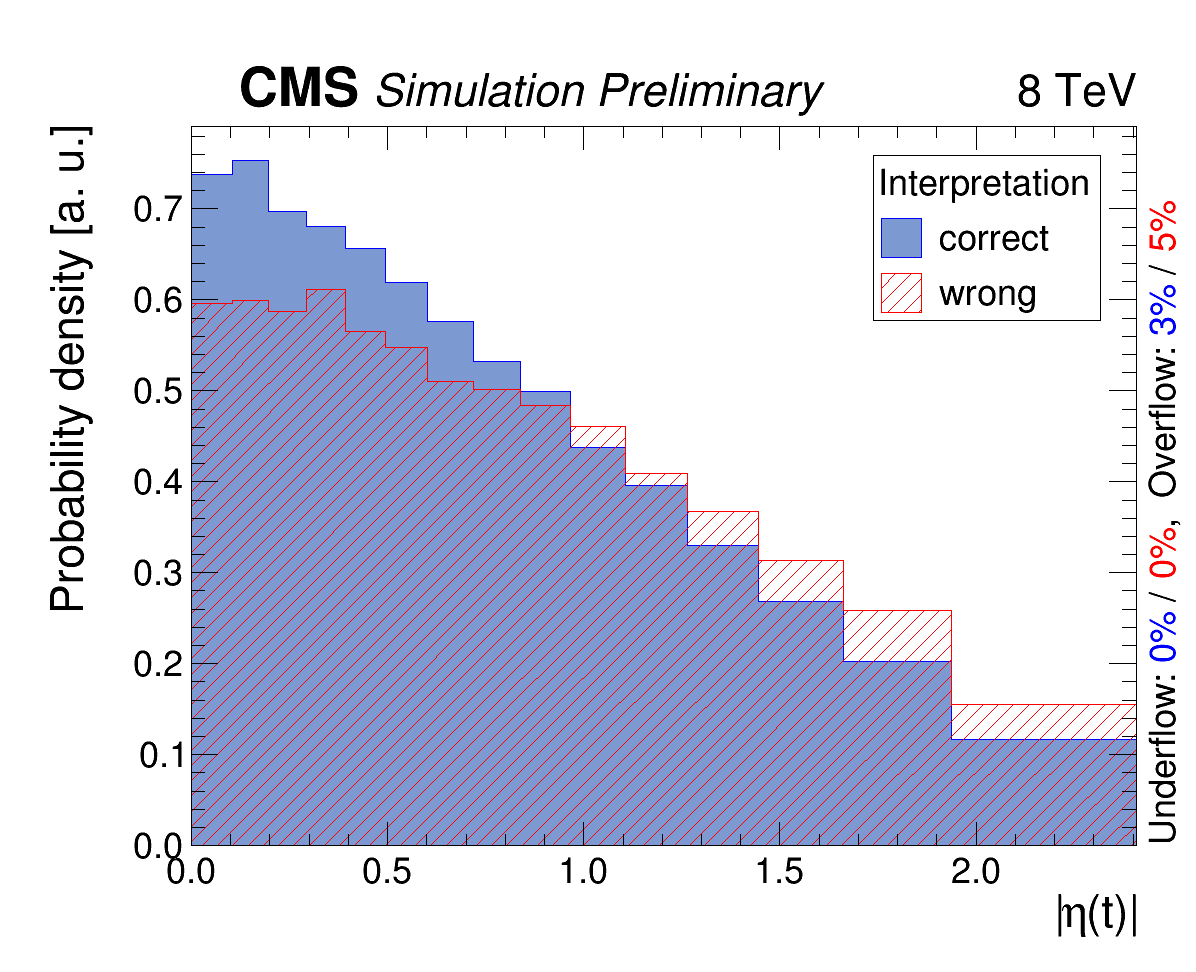 CMS Simulation Preliminary 8 TeV
Probability density [a. u.]
0.7
0.6
0.5
0.4
0.3
0.2
0.1
0.0
Interpretation
correct
wrong
0.0 0.5 1.0 1.5 2.0
|η(t)|
Underflow: 0% / 0%, Overflow: 3% / 5%